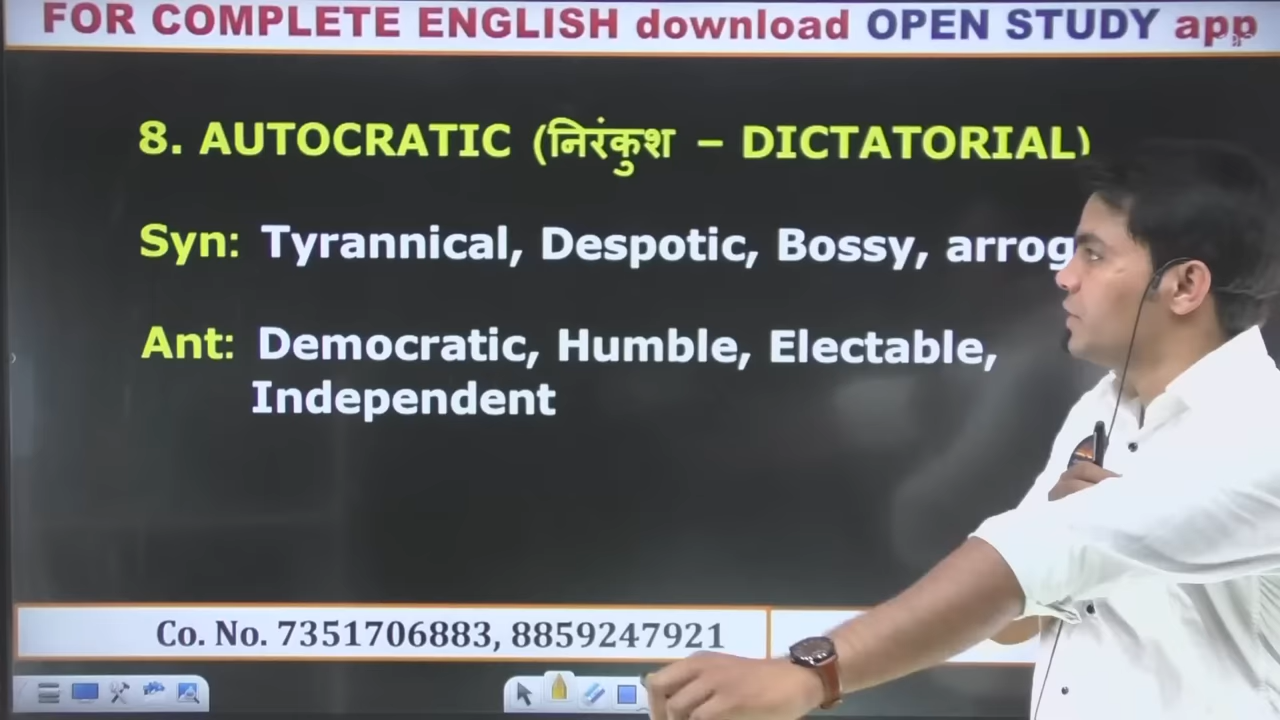 FOR COMPLETE ENGLISH download OPEN STUDY app
8. AUTOCRATIC (निरंकुश – DICTATORIAL)
Syn: Tyrannical, Despotic, Bossy,
Ant: Democratic, Humble, Electable,
Independent
Co. No. 7351706883, 8859247921